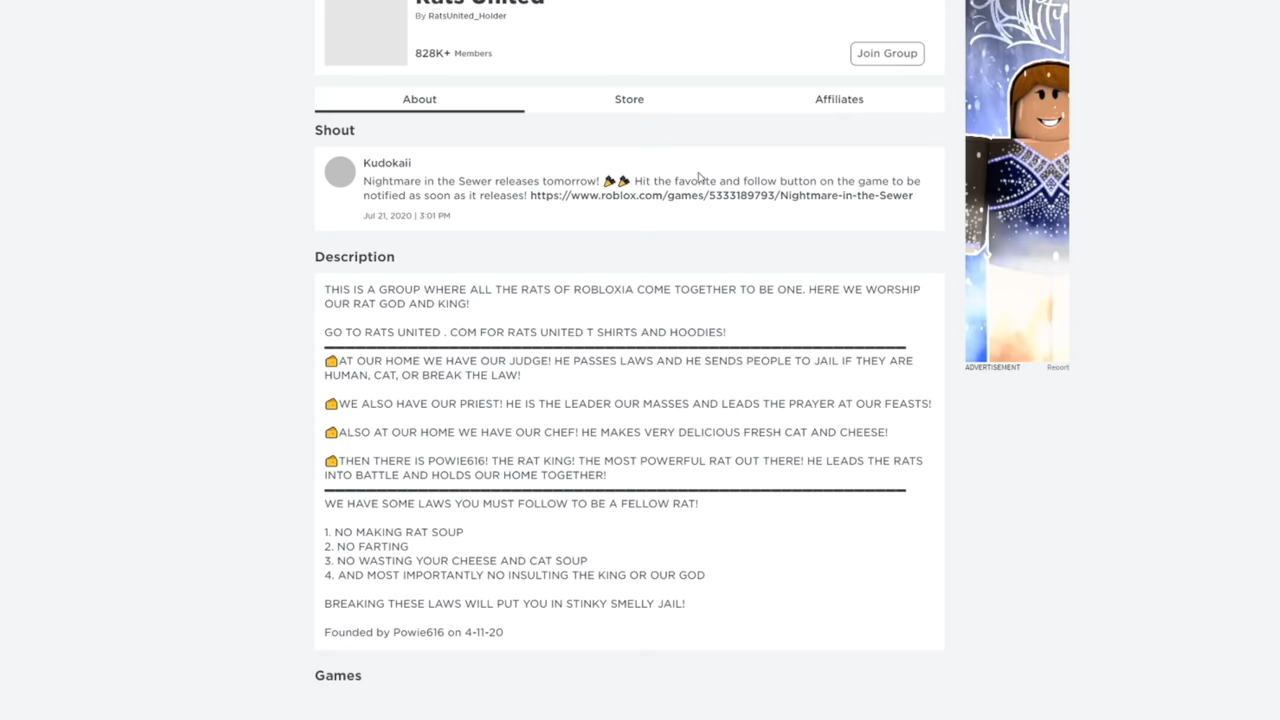 Rats United
By RatsUnited_Holder
828K+ Members
Join Group
About
Store
Affiliates
Shout
Kudokaii
Nightmare in the Sewer releases tomorrow! 🎉🎉 Hit the favorite and follow button on the game to be
notified as soon as it releases! https://www.roblox.com/games/5333189793/Nightmare-in-the-Sewer
Jul 21, 2020 | 3:01 PM
Description
THIS IS A GROUP WHERE ALL THE RATS OF ROBLOXIA COME TOGETHER TO BE ONE. HERE WE WORSHIP
OUR RAT GOD AND KING!
GO TO RATS UNITED . COM FOR RATS UNITED T SHIRTS AND HOODIES!
🧀AT OUR HOME WE HAVE OUR JUDGE! HE PASSES LAWS AND HE SENDS PEOPLE TO JAIL IF THEY ARE
HUMAN, CAT, OR BREAK THE LAW!
🧀WE ALSO HAVE OUR PRIEST! HE IS THE LEADER OUR MASSES AND LEADS THE PRAYER AT OUR FEASTS!
🧀ALSO AT OUR HOME WE HAVE OUR CHEF! HE MAKES VERY DELICIOUS FRESH CAT AND CHEESE!
🧀THEN THERE IS POWIE616! THE RAT KING! THE MOST POWERFUL RAT OUT THERE! HE LEADS THE RATS
INTO BATTLE AND HOLDS OUR HOME TOGETHER!
WE HAVE SOME LAWS YOU MUST FOLLOW TO BE A FELLOW RAT!
1. NO MAKING RAT SOUP
2. NO FARTING
3. NO WASTING YOUR CHEESE AND CAT SOUP
4. AND MOST IMPORTANTLY NO INSULTING THE KING OR OUR GOD
BREAKING THESE LAWS WILL PUT YOU IN STINKY SMELLY JAIL!
Founded by Powie616 on 4-11-20
Games
ADVERTISEMENT
Report